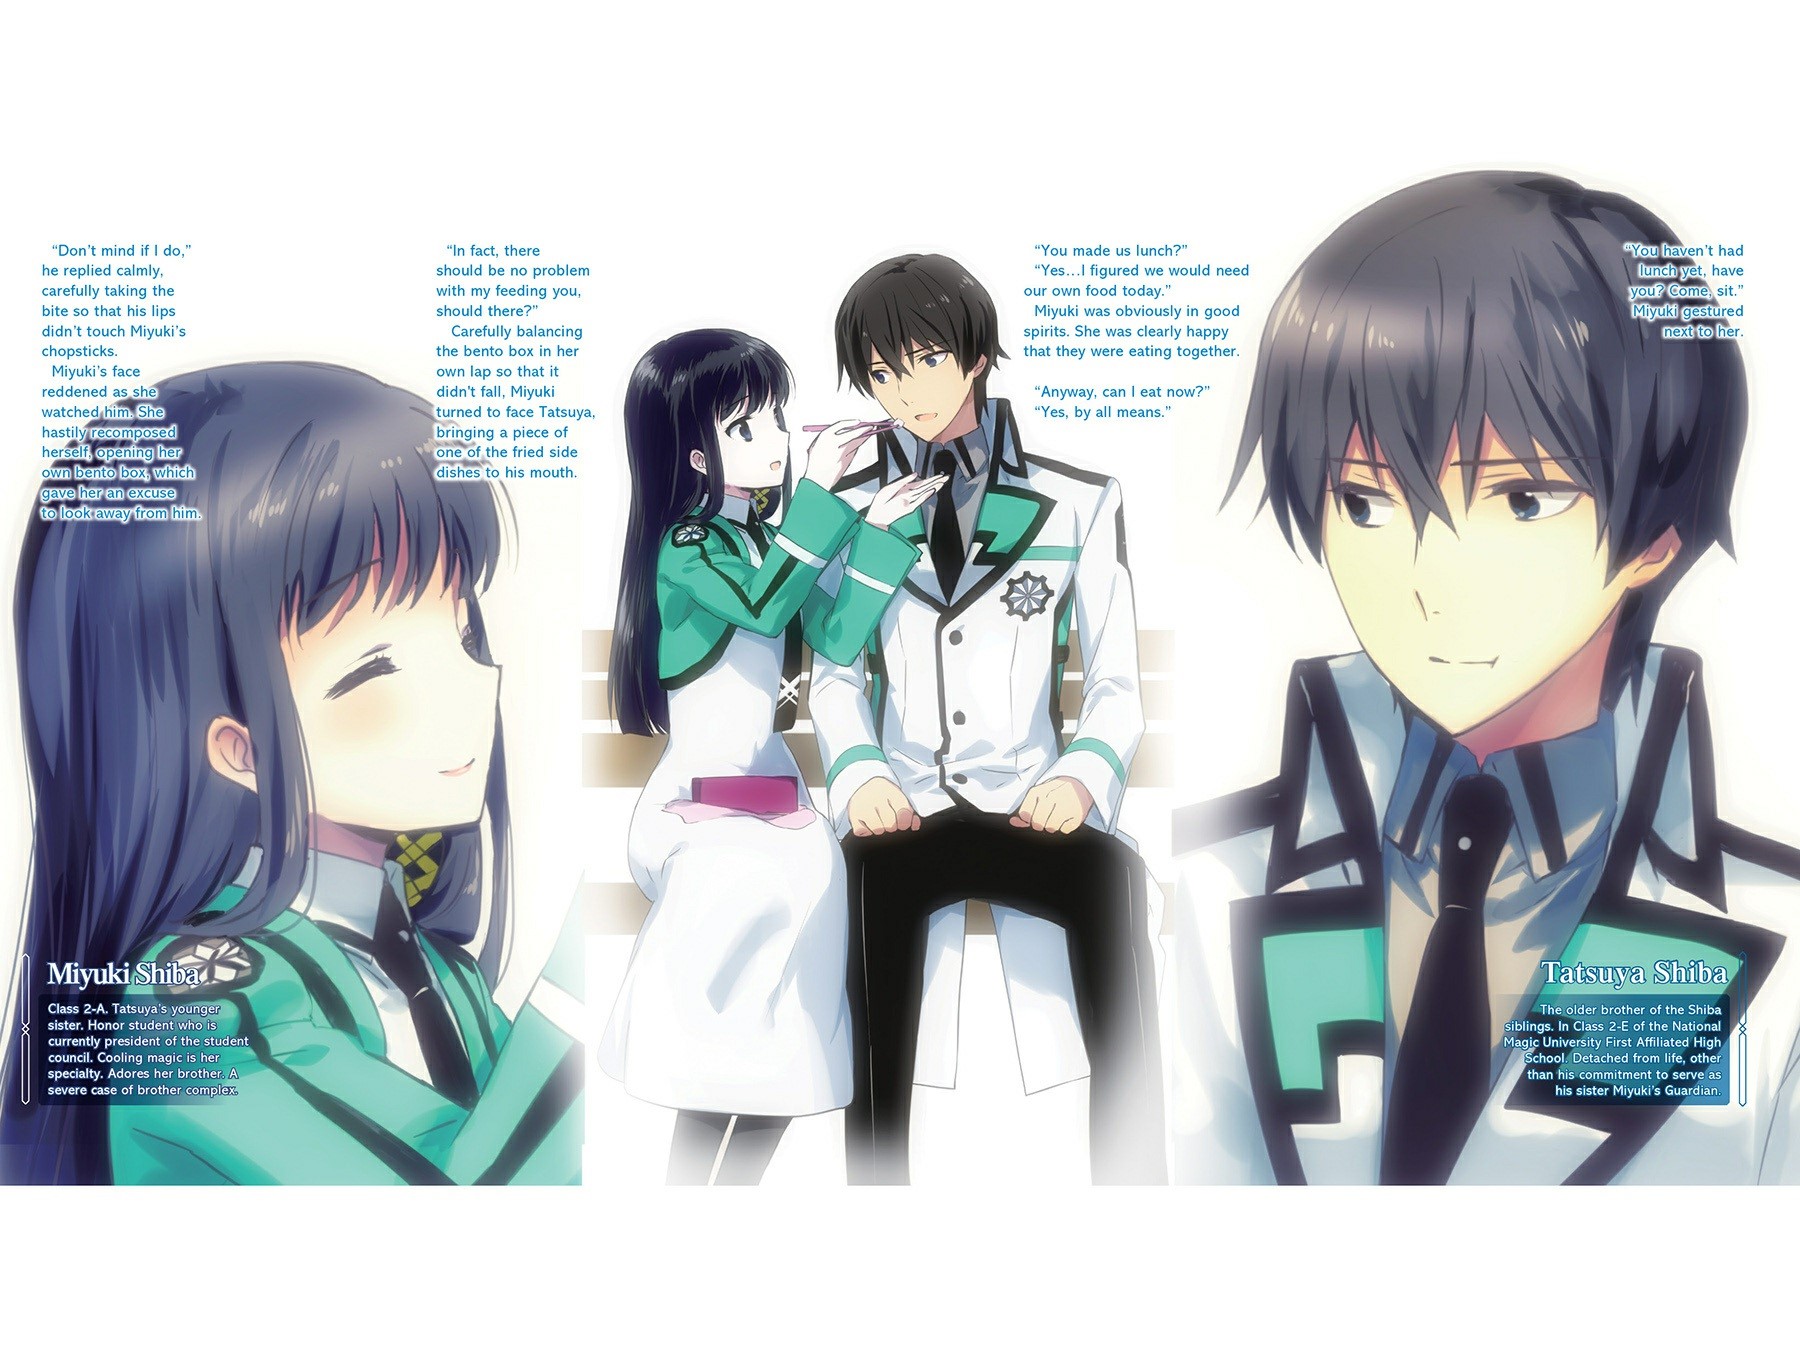 “You haven’t had
lunch yet, have
you? Come, sit.”
Miyuki gestured
next to her.
“You made us lunch?”
“Yes…I figured we would need
our own food today.”
Miyuki was obviously in good
spirits. She was clearly happy
that they were eating together.
“Anyway, can I eat now?”
“Yes, by all means.”
“In fact, there
should be no problem
with my feeding you,
should there?”
Carefully balancing
the bento box in her
own lap so that it
didn't fall, Miyuki
turned to face Tatsuya,
bringing a piece of
one of the fried side
dishes to his mouth.
“Don’t mind if I do,”
he replied calmly,
carefully taking the
bite so that his lips
didn’t touch Miyuki’s
chopsticks.
Miyuki’s face
reddened as she
watched him. She
hastily recomposed
herself, opening her
own bento box, which
gave her an excuse
to look away from him.
Tatsuya Shiba
The older brother of the Shiba
siblings. In Class 2-E of the National
Magic University First Affiliated High
School. Detached from life, other
than his commitment to serve as
his sister Miyuki’s Guardian.
Miyuki Shiba
Class 2-A. Tatsuya’s younger
sister. Honor student who is
currently president of the student
council. Cooling magic is her
specialty. Adores her brother. A
severe case of brother complex.